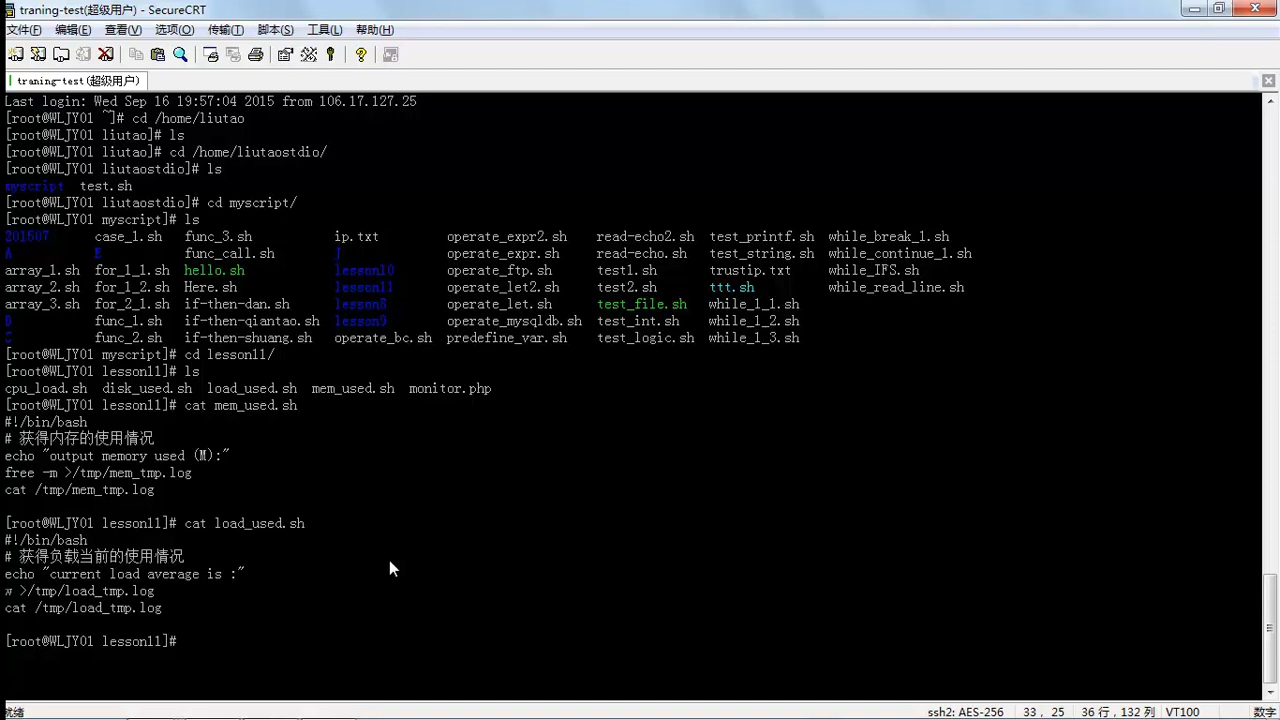 traning-test(超级用户) - SecureCRT
文件(F) 编辑(E) 查看(V) 选项(O) 传输(T) 脚本(S) 工具(L) 帮助(H)
traning-test(超级用户)
Last login: Wed Sep 16 19:57:04 2015 from 106.17.127.25
[root@WLJY01 ~]# cd /home/liutao
[root@WLJY01 liutao]# ls
[root@WLJY01 liutao]# cd /home/liutaostdio/
[root@WLJY01 liutaostdio]# ls
myscript test.sh
[root@WLJY01 liutaostdio]# cd myscript/
[root@WLJY01 myscript]# ls
201507 case_1.sh func_3.sh ip.txt operate_expr2.sh read-echo2.sh test_printf.sh while_break_1.sh
A E func_call.sh J operate_expr.sh read-echo.sh test_string.sh while_continue_1.sh
array_1.sh for_1_1.sh hello.sh lesson10 operate_ftp.sh test1.sh trustip.txt while_IFS.sh
array_2.sh for_1_2.sh Here.sh lesson11 operate_let2.sh test2.sh ttt.sh while_read_line.sh
array_3.sh for_2_1.sh if-then-dan.sh lesson8 operate_let.sh test_file.sh while_1_1.sh
D func_1.sh if-then-qiantao.sh lesson9 operate_mysqldb.sh test_int.sh while_1_2.sh
C func_2.sh if-then-shuang.sh operate_bc.sh predefine_var.sh test_logic.sh while_1_3.sh
[root@WLJY01 myscript]# cd lesson11/
[root@WLJY01 lesson11]# ls
cpu_load.sh disk_used.sh load_used.sh mem_used.sh monitor.php
[root@WLJY01 lesson11]# cat mem_used.sh
#!/bin/bash
# 获得内存的使用情况
echo "output memory used (M):"
free -m >/tmp/mem_tmp.log
cat /tmp/mem_tmp.log
[root@WLJY01 lesson11]# cat load_used.sh
#!/bin/bash
# 获得负载当前的使用情况
echo "current load average is :"
w >/tmp/load_tmp.log
cat /tmp/load_tmp.log
[root@WLJY01 lesson11]#
就绪 ssh2: AES-256 33, 25 36 行, 132 列 VT100 数字